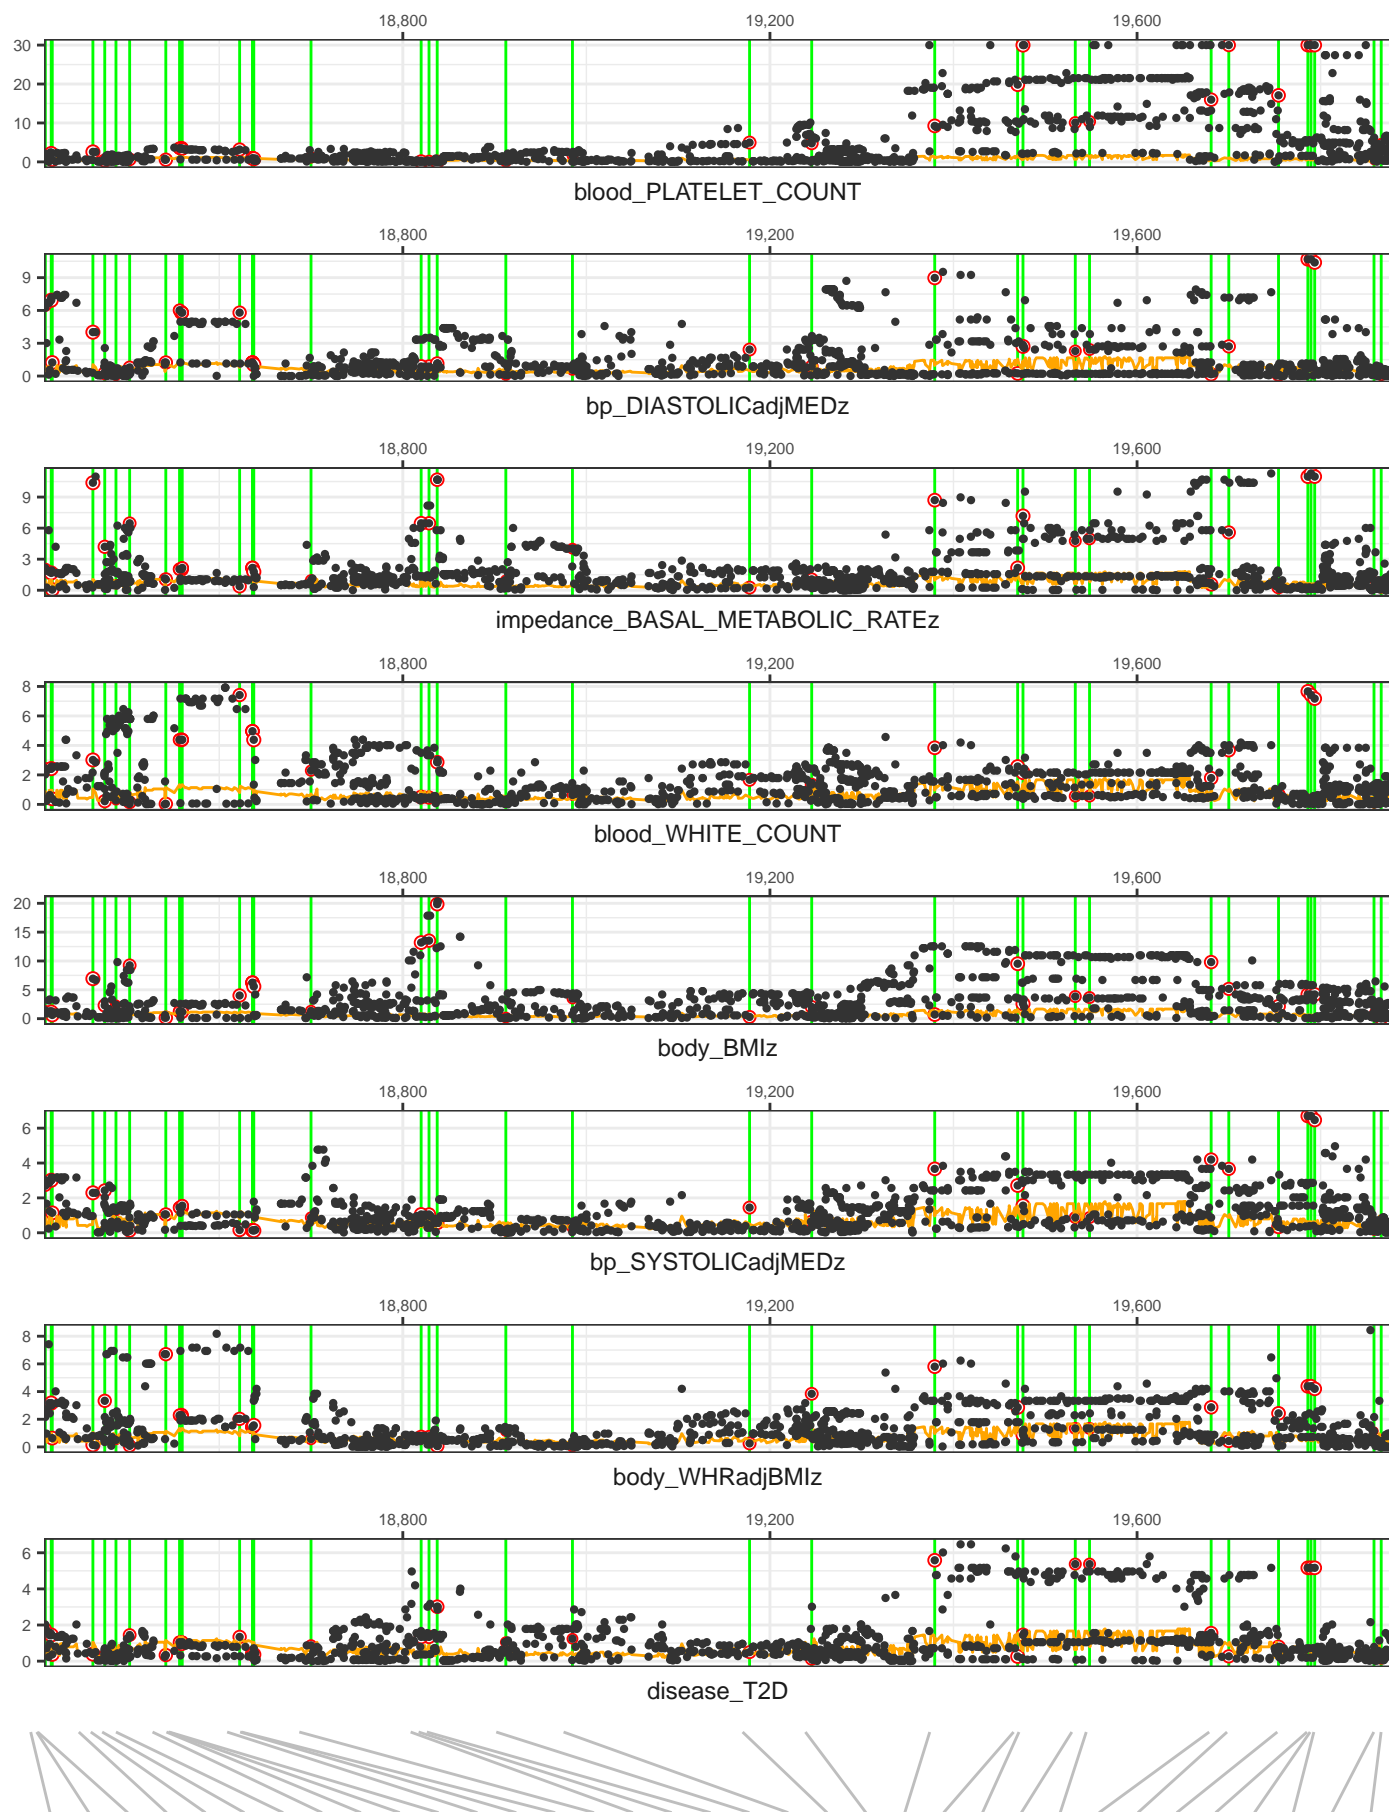 18,800 19,200 19,600
30
20
10
0
blood_PLATELET_COUNT
18,800 19,200 19,600
9
6
3
0
bp_DIASTOLICadjMEDz
18,800 19,200 19,600
9
6
3
0
impedance_BASAL_METABOLIC_RATEz
18,800 19,200 19,600
8
6
4
2
0
blood_WHITE_COUNT
18,800 19,200 19,600
20
15
10
5
0
body_BMIz
18,800 19,200 19,600
6
4
2
0
bp_SYSTOLICadjMEDz
18,800 19,200 19,600
8
6
4
2
0
body_WHRadjBMIz
18,800 19,200 19,600
6
4
2
0
disease_T2D